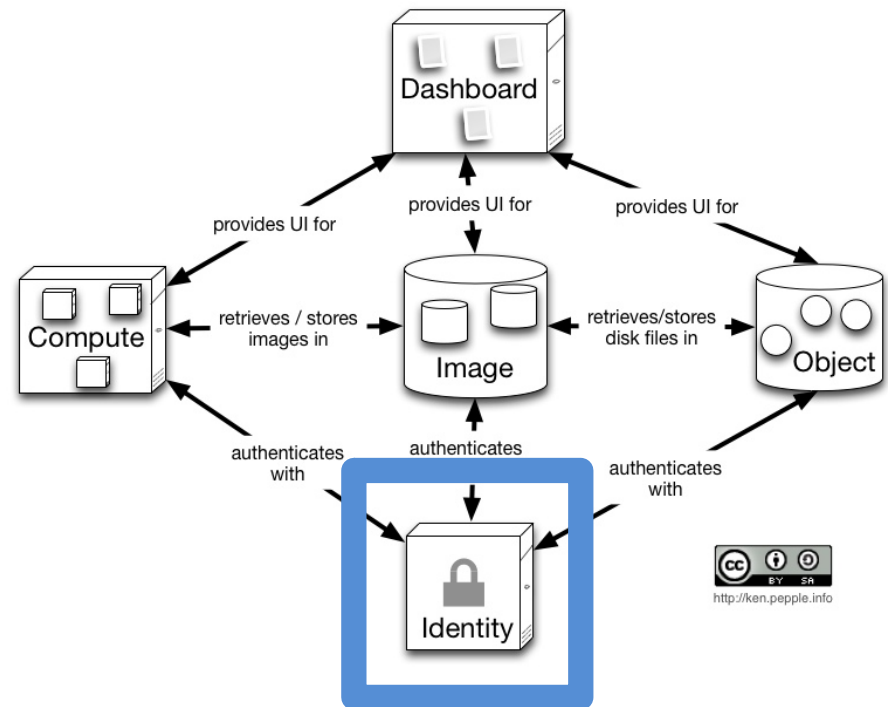 Dashboard
provides UI for
provides UI for
provides UI for
Compute
retrieves / stores
images in
Image
retrieves/stores
disk files in
Object
authenticates
with
authenticates
authenticates
with
Identity
cc
BY SA
http://ken.pepple.info